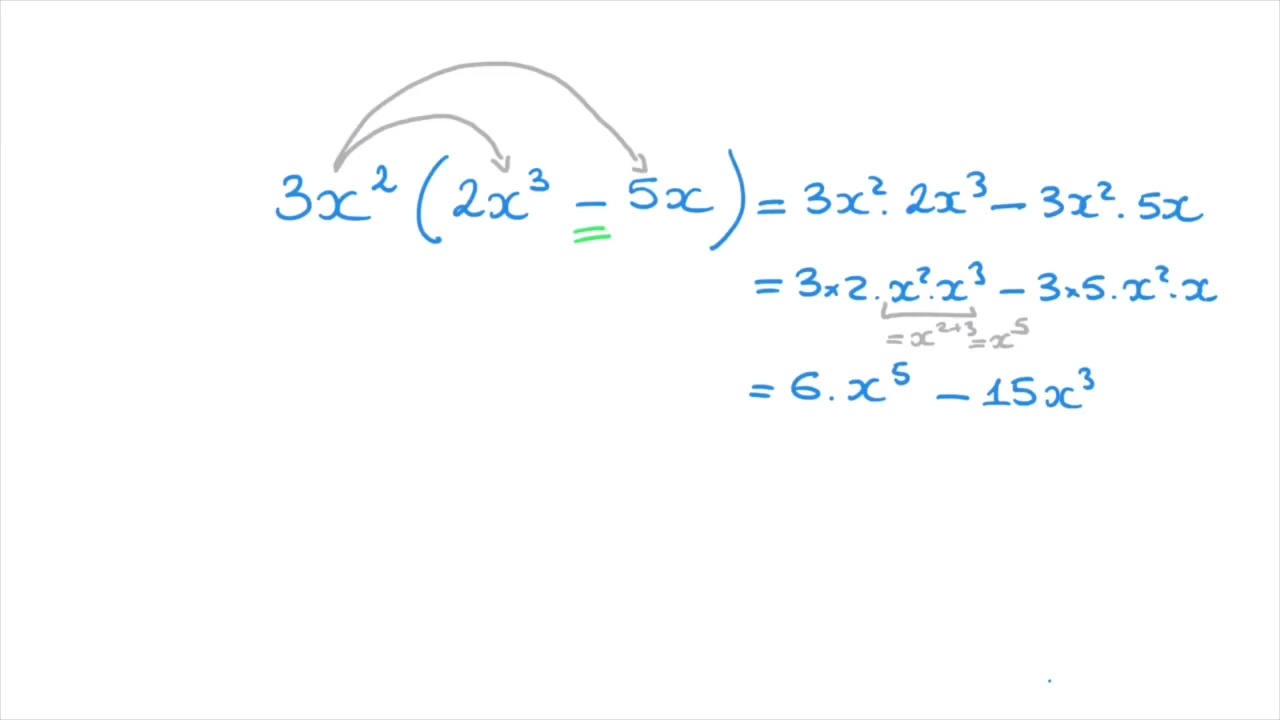 3x² (2x³ − 5x) = 3x². 2x³ − 3x². 5x
= 3×2. x². x³ − 3×5. x². x
= x²⁺³ = x⁵
= 6. x⁵ − 15x³